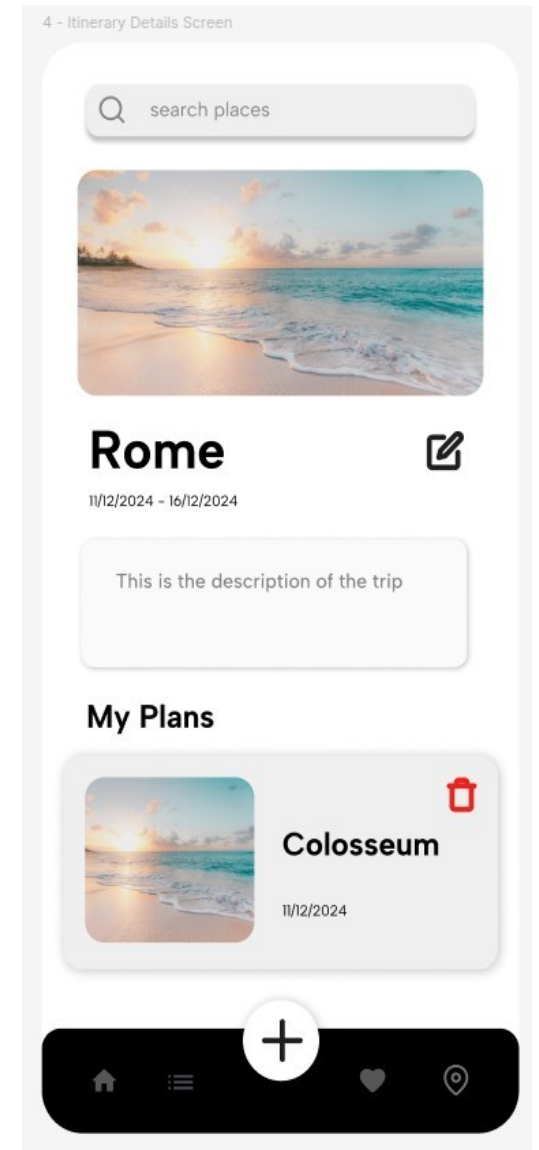 4 - Itinerary Details Screen
search places
Rome
11/12/2024 - 16/12/2024
This is the description of the trip
My Plans
Colosseum
11/12/2024